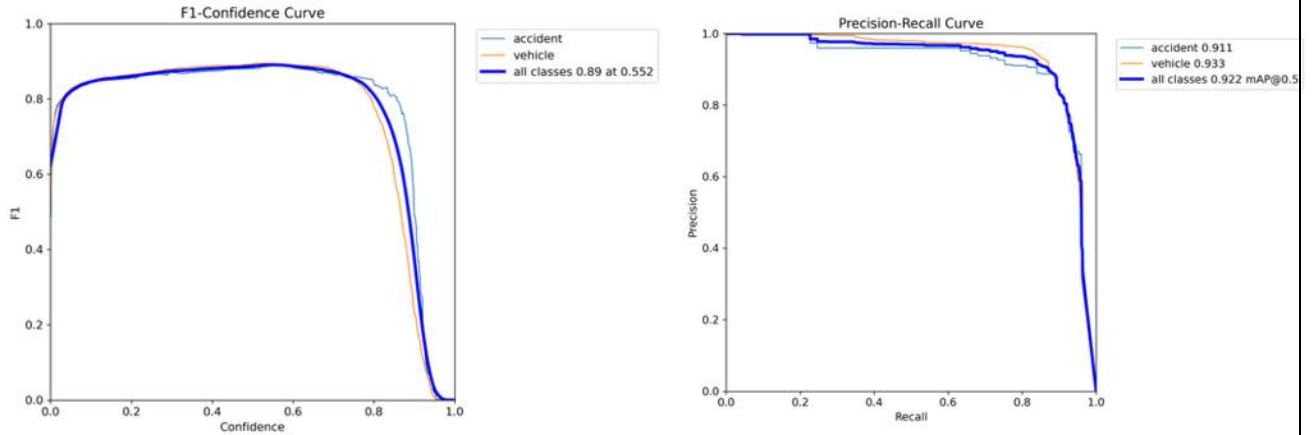 F1-Confidence Curve
1.0
0.8
0.6
0.4
0.2
0.0
F1
0.0 0.2 0.4 0.6 0.8 1.0
Confidence
accident
vehicle
all classes 0.89 at 0.552
Precision-Recall Curve
1.0
0.8
0.6
0.4
0.2
0.0
Precision
0.0 0.2 0.4 0.6 0.8 1.0
Recall
accident 0.911
vehicle 0.933
all classes 0.922 mAP@0.5